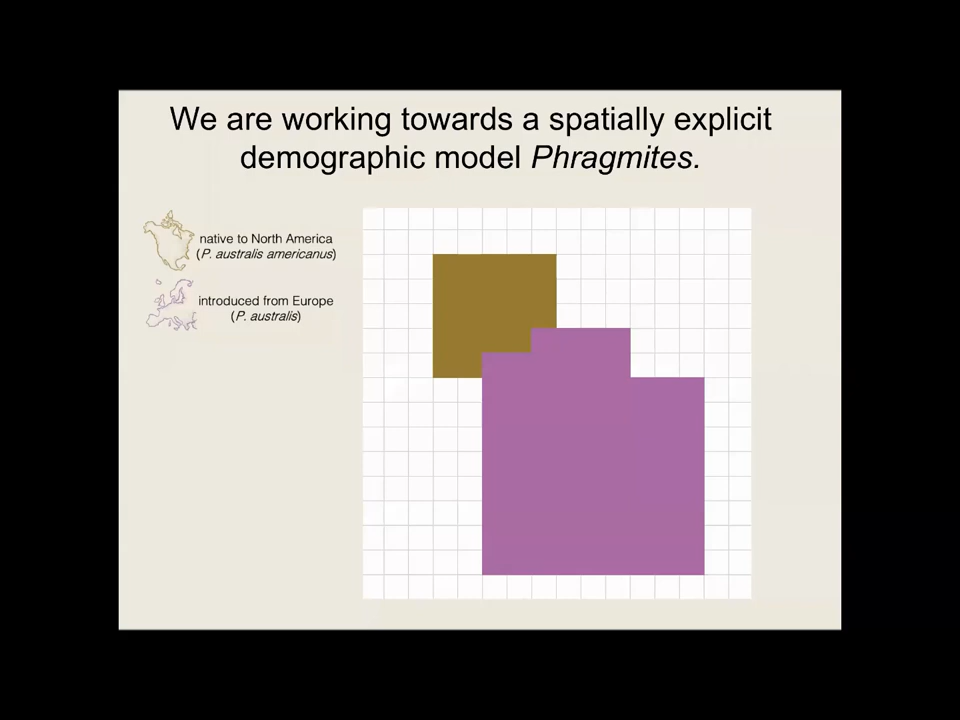 We are working towards a spatially explicit
demographic model Phragmites.
native to North America
(P. australis americanus)
introduced from Europe
(P. australis)